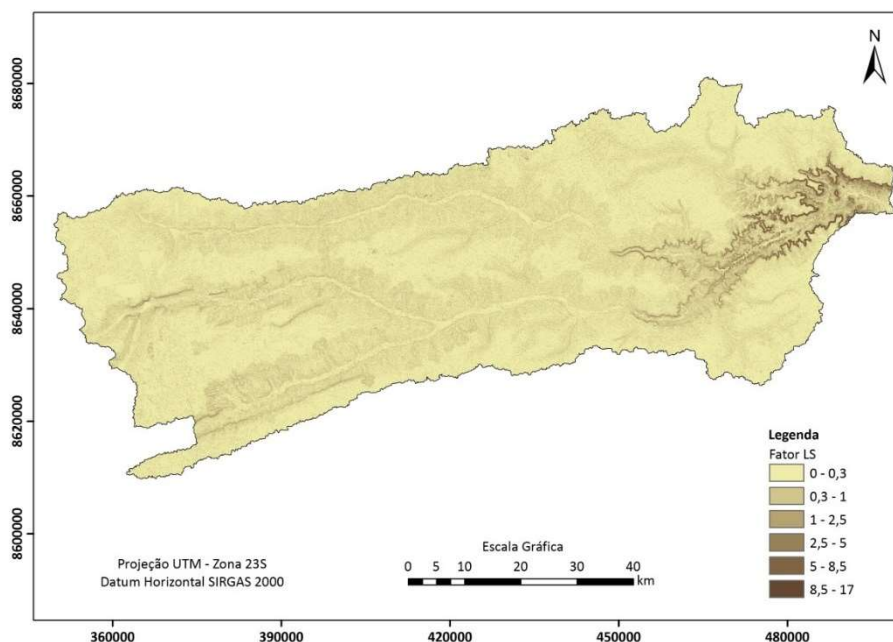 N
8680000
8660000
8640000
8620000
8600000
Legenda
Fator LS
0 - 0,3
0,3 - 1
1 - 2,5
2,5 - 5
5 - 8,5
8,5 - 17
Projeção UTM - Zona 23S
Datum Horizontal SIRGAS 2000
Escala Gráfica
0 5 10 20 30 40
km
360000 390000 420000 450000 480000